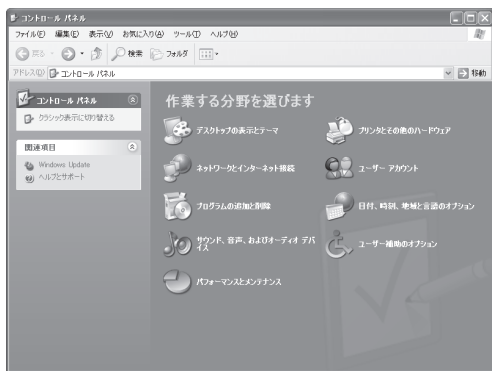 コントロール パネル
ファイル(F) 編集(E) 表示(V) お気に入り(A) ツール(T) ヘルプ(H)
戻る 検索 フォルダ
アドレス(D) コントロール パネル 移動
コントロール パネル
クラシック表示に切り替える
関連項目
Windows Update
ヘルプとサポート
作業する分野を選びます
デスクトップの表示とテーマ
プリンタとその他のハードウェア
ネットワークとインターネット接続
ユーザー アカウント
プログラムの追加と削除
日付、時刻、地域と言語のオプション
サウンド、音声、およびオーディオ デバ
イス
ユーザー補助のオプション
パフォーマンスとメンテナンス